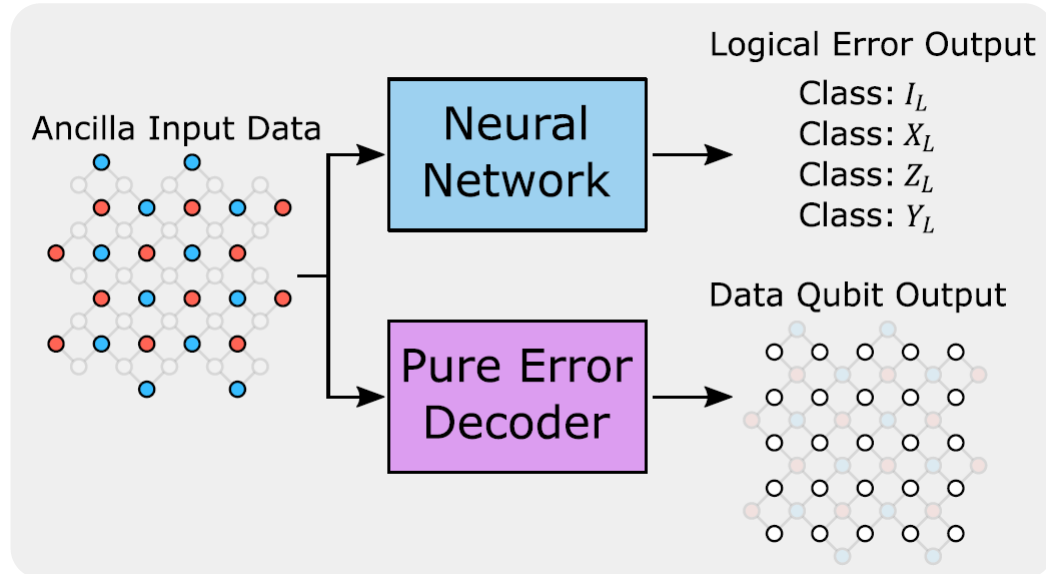 Ancilla Input Data
Neural
Network
Pure Error
Decoder
Logical Error Output
Class: I_L
Class: X_L
Class: Z_L
Class: Y_L
Data Qubit Output